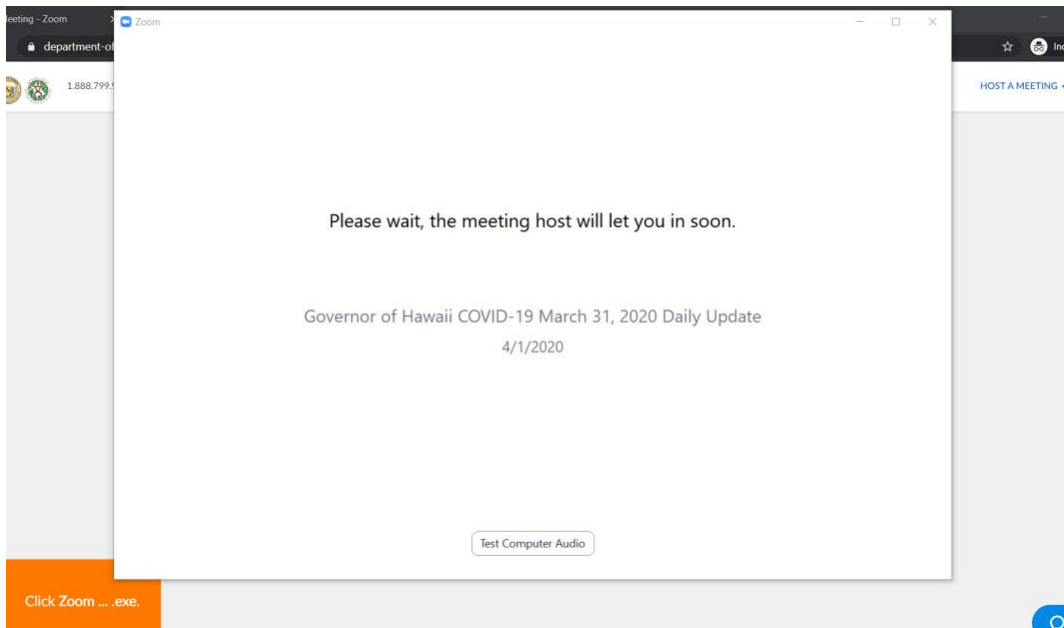 leeting - Zoom
Zoom
department-of
1.888.799.9
HOST A MEETING
Please wait, the meeting host will let you in soon.
Governor of Hawaii COVID-19 March 31, 2020 Daily Update
4/1/2020
Test Computer Audio
Click Zoom ... .exe.